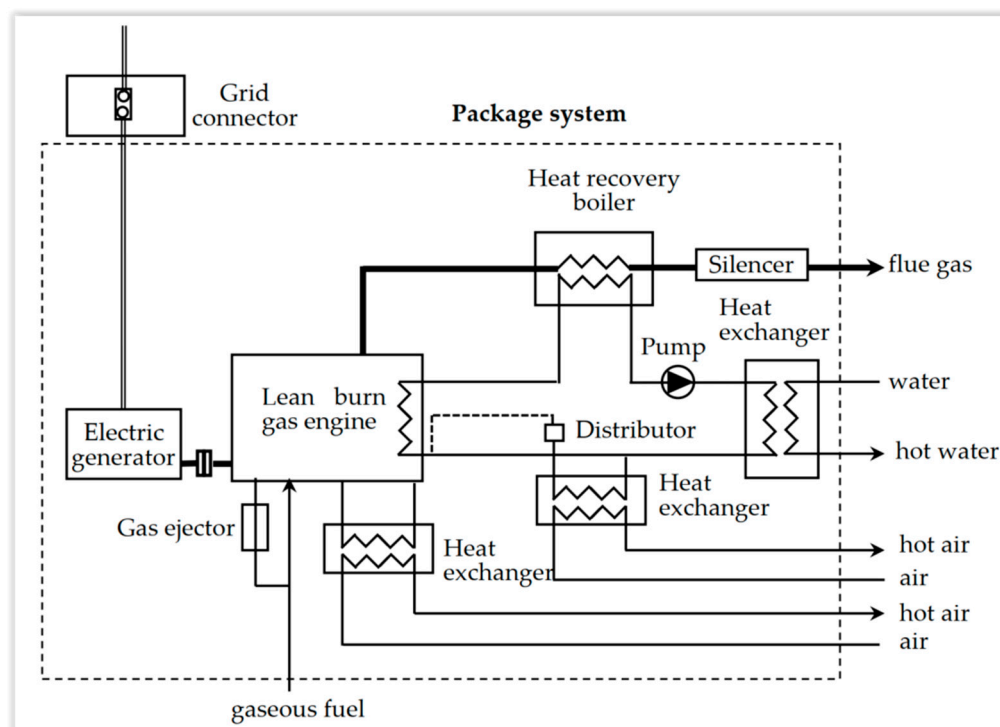 Grid
connector
Package system
Heat recovery
boiler
Silencer
flue gas
Heat
exchanger
Pump
water
Lean burn
gas engine
Electric
generator
Distributor
hot water
Heat
exchanger
Gas ejector
Heat
exchanger
hot air
air
hot air
air
gaseous fuel